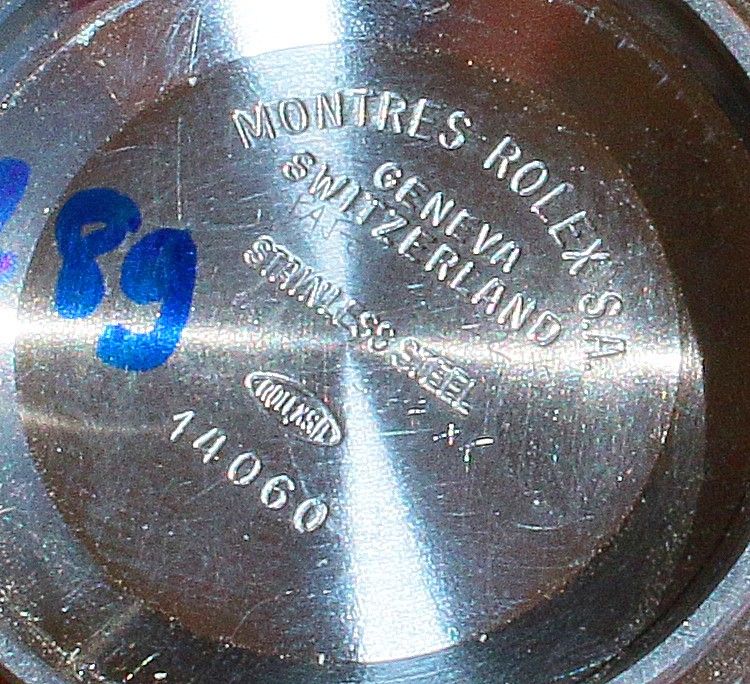 MONTRES ROLEX S.A.
GENEVA
SWITZERLAND
STAINLESS STEEL
14060
89